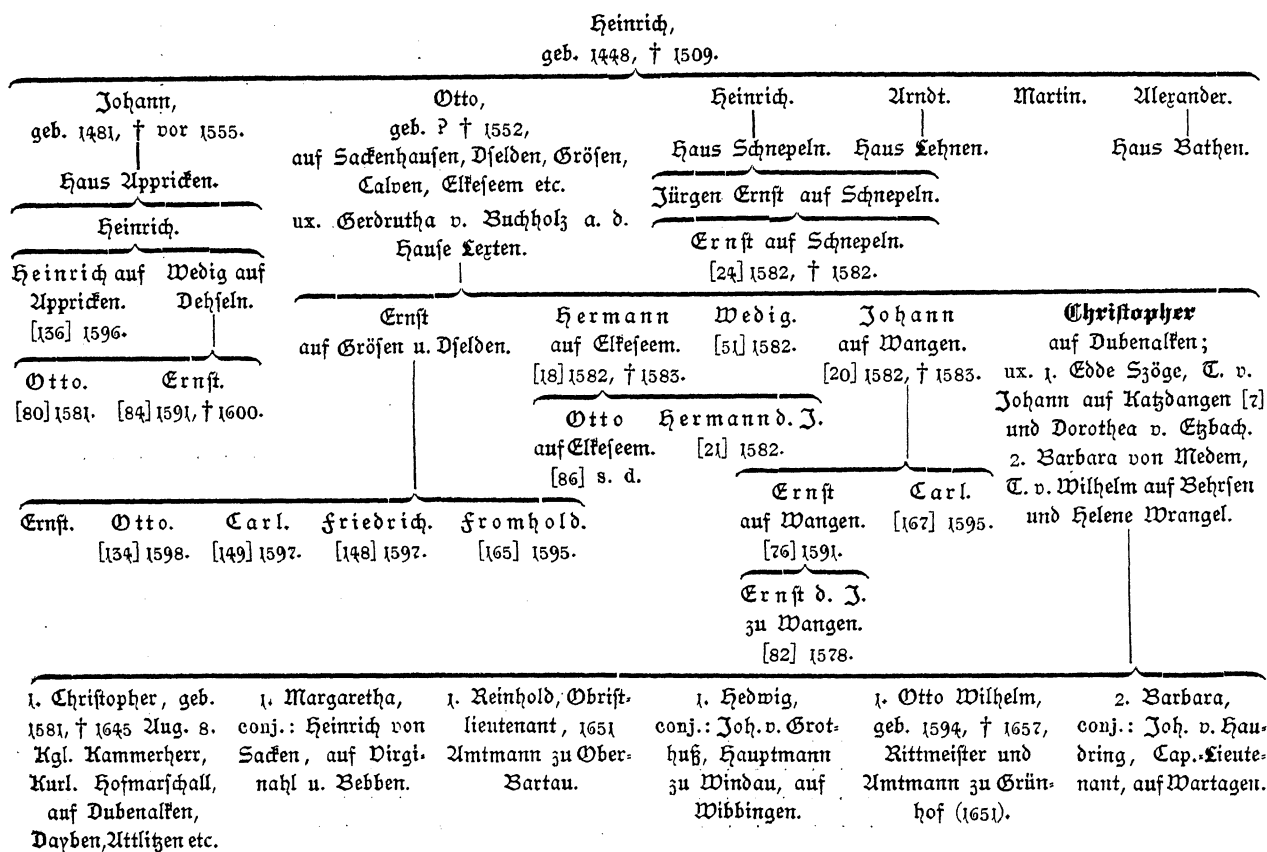 Heinrich,
geb. 1448, † 1509.
Johann,
geb. 1481, † vor 1555.
Haus Appricken.
Heinrich.
Heinrich auf
Appricken.
[136] 1596.
Wedig auf
Dehseln.
Otto.
[80] 1581.
Ernst.
[84] 1591, † 1600.
Otto,
geb. ? † 1552,
auf Sackenhausen, Dselden, Grösen,
Calven, Elkeseem etc.
ux. Gerdrutha v. Buchholz a. d.
Hause Lexten.
Heinrich.
Haus Schnepeln.
Jürgen Ernst auf Schnepeln.
Ernst auf Schnepeln.
[24] 1582, † 1582.
Arndt.
Haus Lehnen.
Martin.
Alexander.
Haus Bathen.
Ernst
auf Grösen u. Dselden.
Hermann
auf Elkeseem.
[18] 1582, † 1583.
Otto
auf Elkeseem.
[86] s. d.
Hermann d. J.
[21] 1582.
Wedig.
[51] 1582.
Johann
auf Wangen.
[20] 1582, † 1583.
Ernst
auf Wangen.
[76] 1591.
Ernst d. J.
zu Wangen.
[82] 1578.
Carl.
[167] 1595.
Christopher
auf Dubenalken;
ux. 1. Edde Szöge, T. v.
Johann auf Katzdangen [7]
und Dorothea v. Etzbach.
2. Barbara von Medem,
T. v. Wilhelm auf Behrsen
und Helene Wrangel.
Ernst.
Otto.
[134] 1598.
Carl.
[149] 1597.
Friedrich.
[148] 1597.
Fromhold.
[165] 1595.
1. Christopher, geb.
1581, † 1645 Aug. 8.
Kgl. Kammerherr,
Kurl. Hofmarschall,
auf Dubenalken,
Dayben, Attlitzen etc.
1. Margaretha,
conj.: Heinrich von
Sacken, auf Virgi-
nahl u. Bebben.
1. Reinhold, Obrist-
lieutenant, 1651
Amtmann zu Ober-
Bartau.
1. Hedwig,
conj.: Joh. v. Grot-
huß, Hauptmann
zu Windau, auf
Wibbingen.
1. Otto Wilhelm,
geb. 1594, † 1657,
Rittmeister und
Amtmann zu Grün-
hof (1651).
2. Barbara,
conj.: Joh. v. Hau-
dring, Cap.-Lieute-
nant, auf Wartagen.